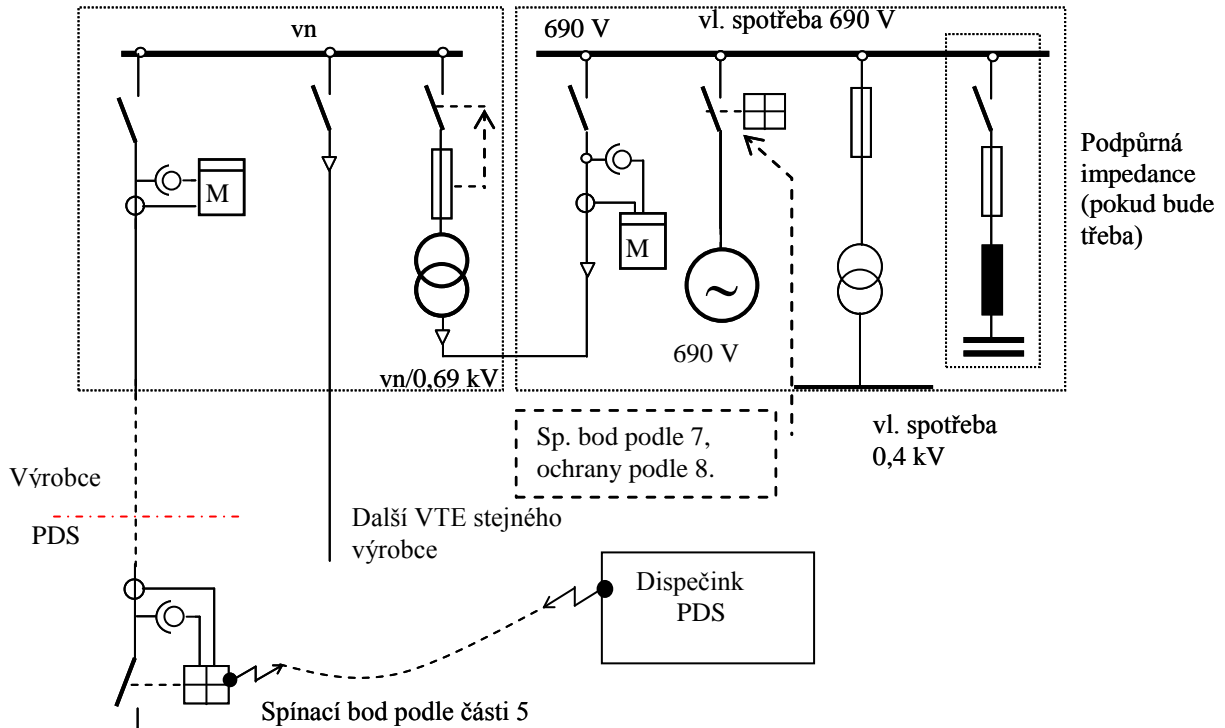 vn
690 V
vl. spotřeba 690 V
M
M
Podpůrná
impedance
(pokud bude
třeba)
~
690 V
vn/0,69 kV
Sp. bod podle 7,
ochrany podle 8.
vl. spotřeba
0,4 kV
Výrobce
PDS
Další VTE stejného
výrobce
Dispečink
PDS
Spínací bod podle části 5